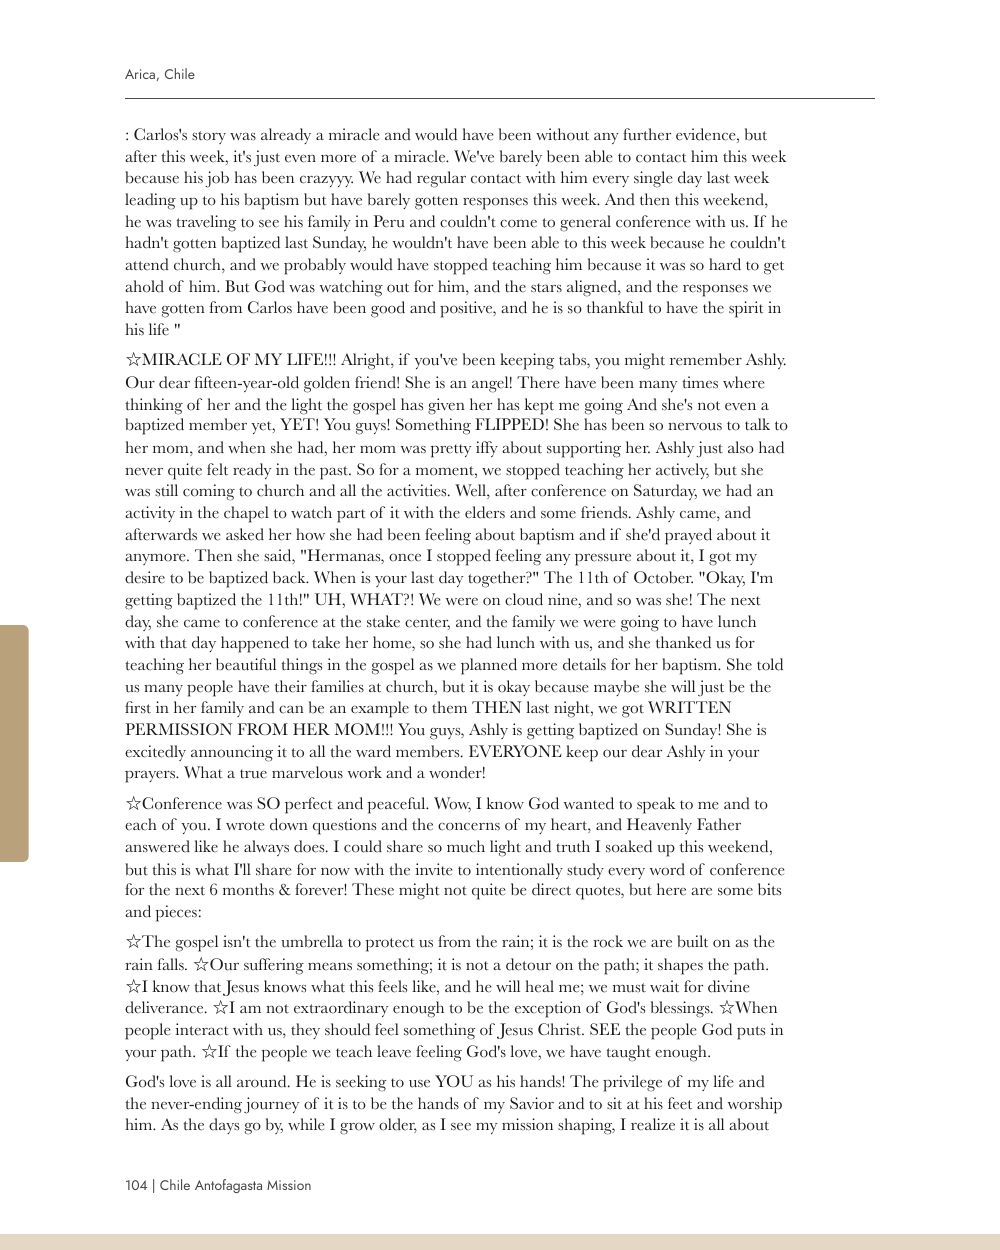 Arica, Chile
: Carlos's story was already a miracle and would have been without any further evidence, but
after this week, it's just even more of a miracle. We've barely been able to contact him this week
because his job has been crazyyy. We had regular contact with him every single day last week
leading up to his baptism but have barely gotten responses this week. And then this weekend,
he was traveling to see his family in Peru and couldn't come to general conference with us. If he
hadn't gotten baptized last Sunday, he wouldn't have been able to this week because he couldn't
attend church, and we probably would have stopped teaching him because it was so hard to get
ahold of him. But God was watching out for him, and the stars aligned, and the responses we
have gotten from Carlos have been good and positive, and he is so thankful to have the spirit in
his life "
☆MIRACLE OF MY LIFE!!! Alright, if you've been keeping tabs, you might remember Ashly.
Our dear fifteen-year-old golden friend! She is an angel! There have been many times where
thinking of her and the light the gospel has given her has kept me going And she's not even a
baptized member yet, YET! You guys! Something FLIPPED! She has been so nervous to talk to
her mom, and when she had, her mom was pretty iffy about supporting her. Ashly just also had
never quite felt ready in the past. So for a moment, we stopped teaching her actively, but she
was still coming to church and all the activities. Well, after conference on Saturday, we had an
activity in the chapel to watch part of it with the elders and some friends. Ashly came, and
afterwards we asked her how she had been feeling about baptism and if she'd prayed about it
anymore. Then she said, "Hermanas, once I stopped feeling any pressure about it, I got my
desire to be baptized back. When is your last day together?" The 11th of October. "Okay, I'm
getting baptized the 11th!" UH, WHAT?! We were on cloud nine, and so was she! The next
day, she came to conference at the stake center, and the family we were going to have lunch
with that day happened to take her home, so she had lunch with us, and she thanked us for
teaching her beautiful things in the gospel as we planned more details for her baptism. She told
us many people have their families at church, but it is okay because maybe she will just be the
first in her family and can be an example to them THEN last night, we got WRITTEN
PERMISSION FROM HER MOM!!! You guys, Ashly is getting baptized on Sunday! She is
excitedly announcing it to all the ward members. EVERYONE keep our dear Ashly in your
prayers. What a true marvelous work and a wonder!
☆Conference was SO perfect and peaceful. Wow, I know God wanted to speak to me and to
each of you. I wrote down questions and the concerns of my heart, and Heavenly Father
answered like he always does. I could share so much light and truth I soaked up this weekend,
but this is what I'll share for now with the invite to intentionally study every word of conference
for the next 6 months & forever! These might not quite be direct quotes, but here are some bits
and pieces:
☆The gospel isn't the umbrella to protect us from the rain; it is the rock we are built on as the
rain falls. ☆Our suffering means something; it is not a detour on the path; it shapes the path.
☆I know that Jesus knows what this feels like, and he will heal me; we must wait for divine
deliverance. ☆I am not extraordinary enough to be the exception of God's blessings. ☆When
people interact with us, they should feel something of Jesus Christ. SEE the people God puts in
your path. ☆If the people we teach leave feeling God's love, we have taught enough.
God's love is all around. He is seeking to use YOU as his hands! The privilege of my life and
the never-ending journey of it is to be the hands of my Savior and to sit at his feet and worship
him. As the days go by, while I grow older, as I see my mission shaping, I realize it is all about
104 | Chile Antofagasta Mission